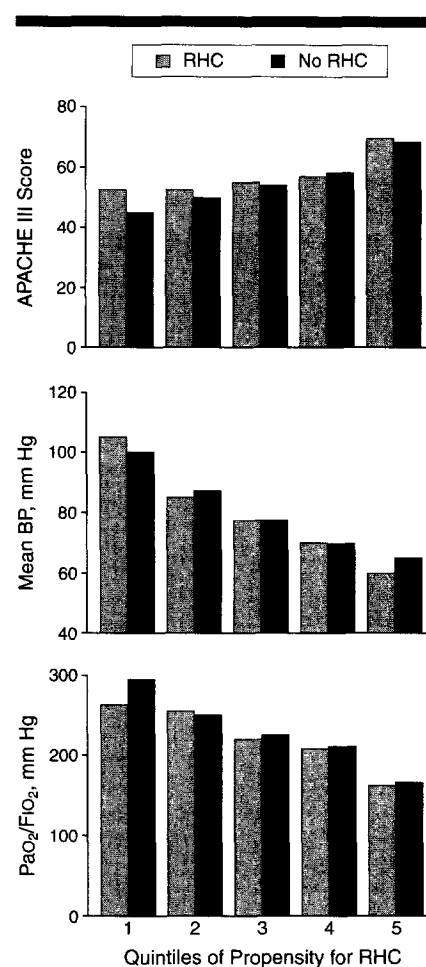 RHC No RHC
80
60
40
20
0
APACHE III Score
120
100
80
60
40
Mean BP, mm Hg
300
200
100
0
Pao₂/Fio₂, mm Hg
1 2 3 4 5
Quintiles of Propensity for RHC